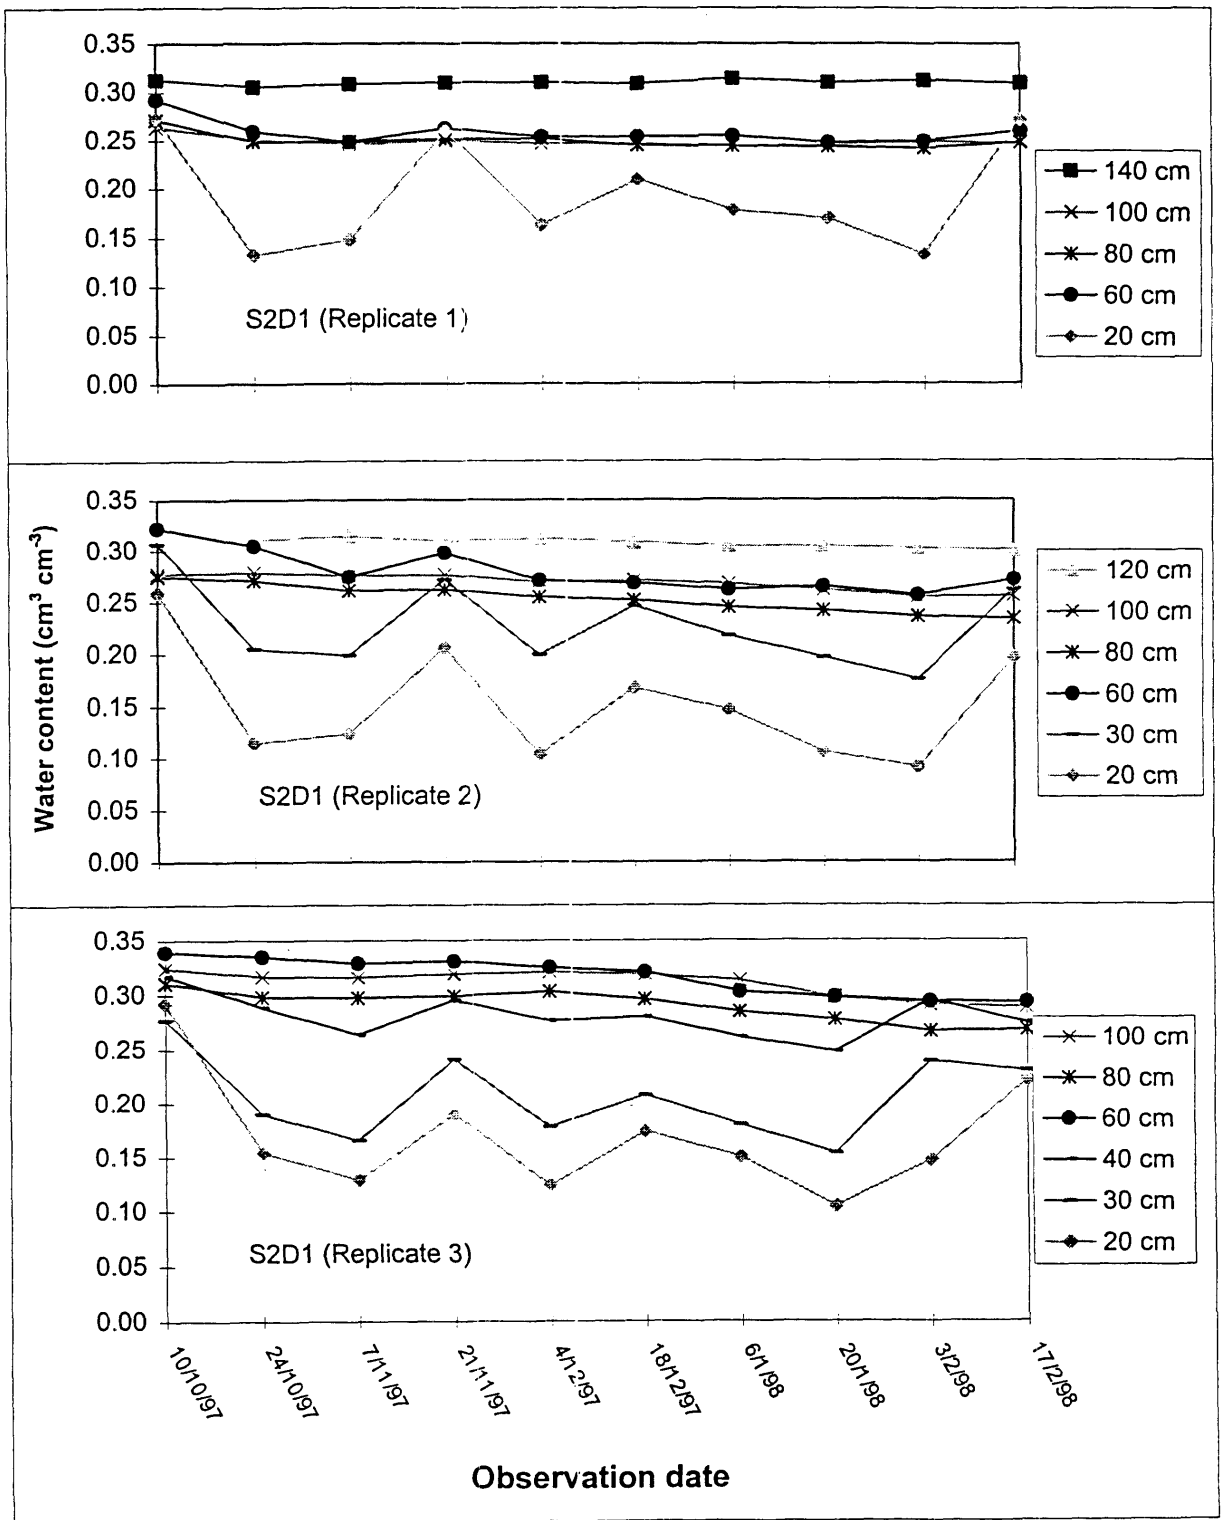 0.35
0.30
0.25
0.20
0.15
0.10
0.05
0.00
S2D1 (Replicate 1)
140 cm
100 cm
80 cm
60 cm
20 cm
Water content (cm³ cm⁻³)
0.35
0.30
0.25
0.20
0.15
0.10
0.05
0.00
S2D1 (Replicate 2)
120 cm
100 cm
80 cm
60 cm
30 cm
20 cm
0.35
0.30
0.25
0.20
0.15
0.10
0.05
0.00
S2D1 (Replicate 3)
100 cm
80 cm
60 cm
40 cm
30 cm
20 cm
10/10/97
24/10/97
7/11/97
21/11/97
4/12/97
18/12/97
6/1/98
20/1/98
3/2/98
17/2/98
Observation date